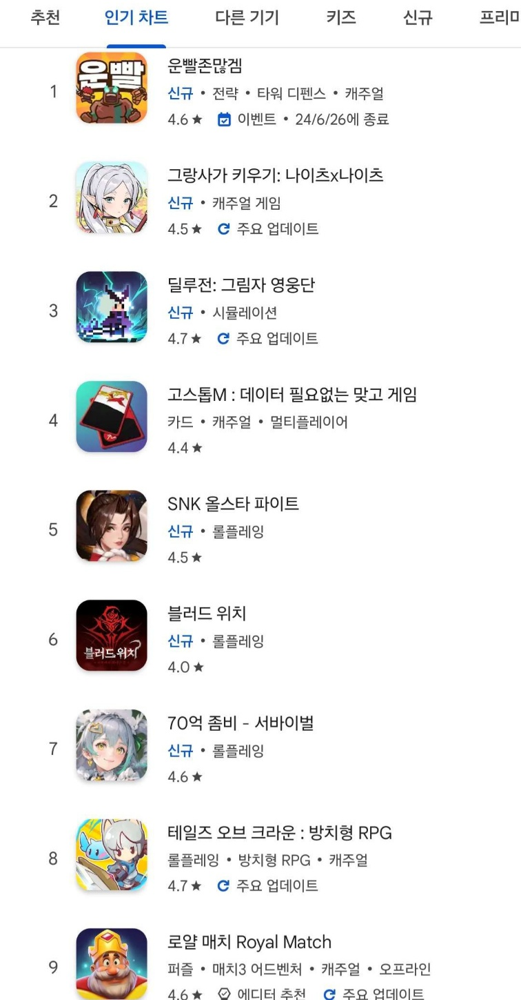 추천 인기 차트 다른 기기 키즈 신규 프리미
1
운빨
운빨존많겜
신규 • 전략 • 타워 디펜스 • 캐주얼
4.6 ★ 이벤트 • 24/6/26에 종료
2
그랑사가 키우기: 나이츠x나이츠
신규 • 캐주얼 게임
4.5 ★ 주요 업데이트
3
딜루전: 그림자 영웅단
신규 • 시뮬레이션
4.7 ★ 주요 업데이트
4
고스톱M : 데이터 필요없는 맞고 게임
카드 • 캐주얼 • 멀티플레이어
4.4 ★
5
SNK 올스타 파이트
신규 • 롤플레잉
4.5 ★
6
블러드 위치
블러드 위치
신규 • 롤플레잉
4.0 ★
7
70억 좀비 - 서바이벌
신규 • 롤플레잉
4.6 ★
8
테일즈 오브 크라운 : 방치형 RPG
롤플레잉 • 방치형 RPG • 캐주얼
4.7 ★ 주요 업데이트
9
로얄 매치 Royal Match
퍼즐 • 매치3 어드벤처 • 캐주얼 • 오프라인
4.6 ★ 에디터 추천 주요 업데이트